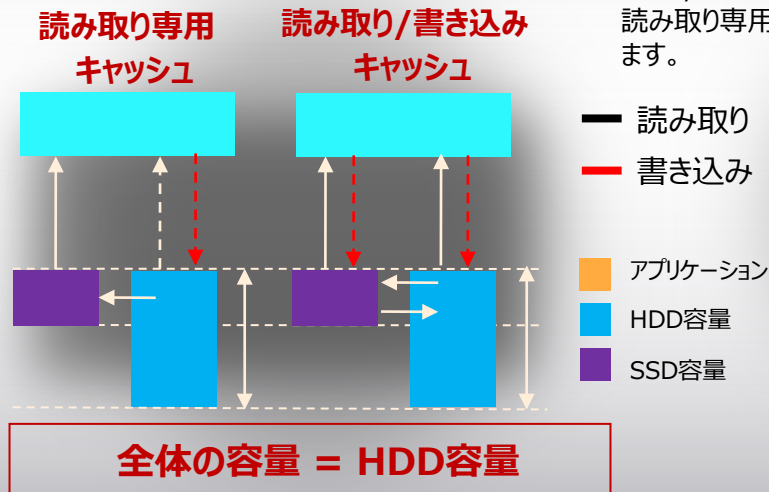 読み取り専用
キャッシュ
読み取り/書き込み
キャッシュ
読み取り専用
ます。
読み取り
書き込み
アプリケーション
HDD容量
SSD容量
全体の容量 = HDD容量